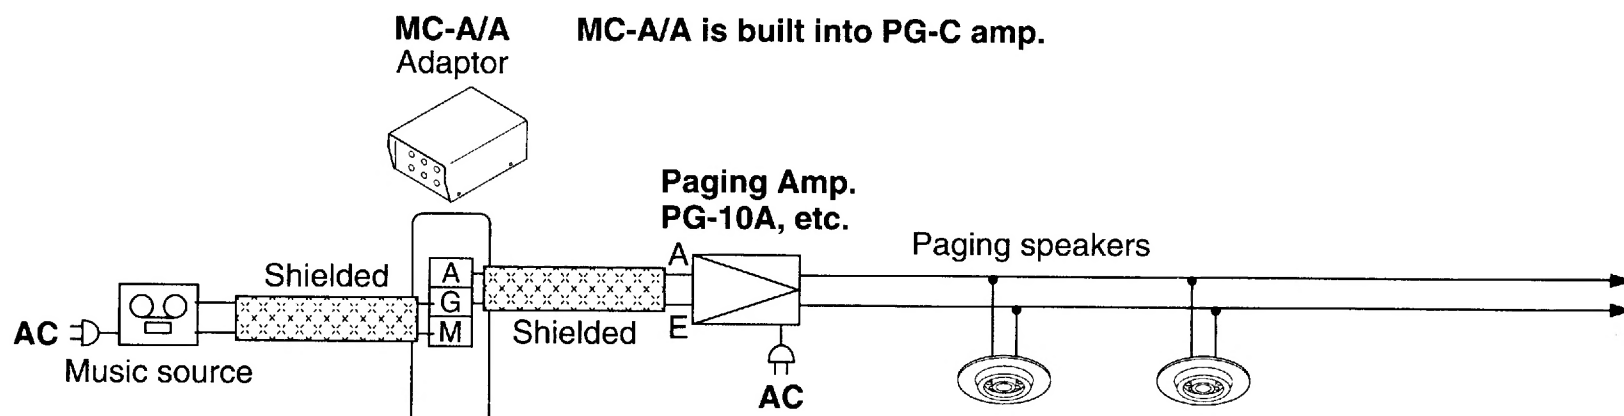 MC-A/A
Adaptor
MC-A/A is built into PG-C amp.
Paging Amp.
PG-10A, etc.
Paging speakers
Shielded
A
G
M
A
E
Shielded
AC
Music source
AC